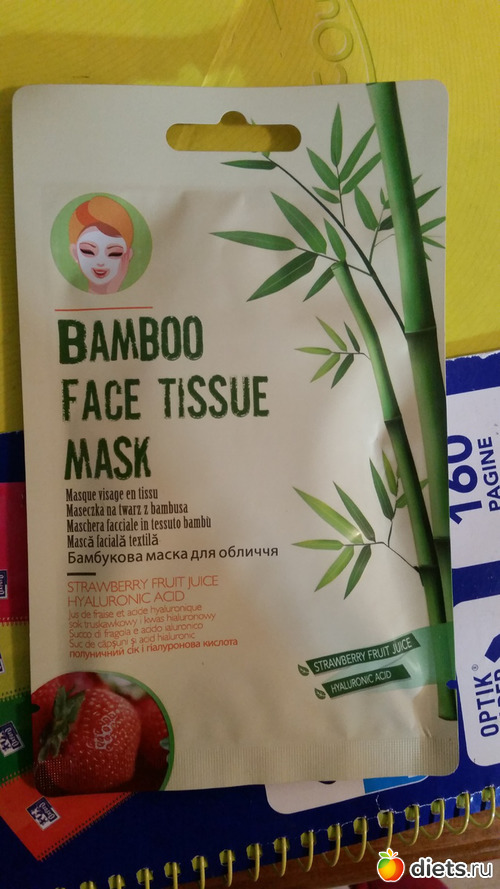 BAMBOO
FACE TISSUE
MASK
Masque visage en tissu
Maseczka na twarz z bambusa
Maschera facciale in tessuto bambù
Mască facială textilă
Бамбукова маска для обличчя
STRAWBERRY FRUIT JUICE
HYALURONIC ACID
Jus de fraise et acide hyaluronique
sok truskawkowy i kwas hialuronowy
Succo di fragola e acido ialuronico
Suc de căpșuni și acid hialuronic
полуничний сік і гіалуронова кислота
STRAWBERRY FRUIT JUICE
HYALURONIC ACID
160
PAGINE
OPTIK
diets.ru